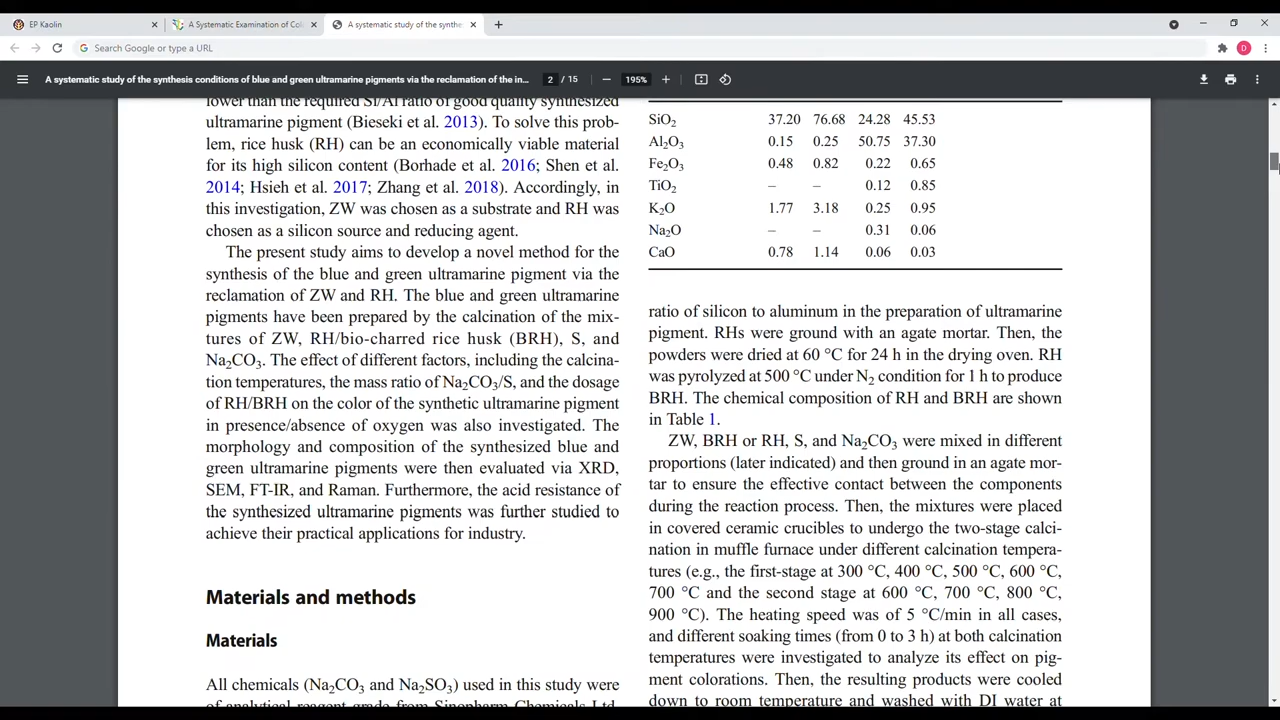 EP Kaolin
A Systematic Examination of Col
A systematic study of the synthe
Search Google or type a URL
D
A systematic study of the synthesis conditions of blue and green ultramarine pigments via the reclamation of the in...
2 / 15
195%
lower than the required Si/Al ratio of good quality synthesized
ultramarine pigment (Bieseki et al. 2013). To solve this prob-
lem, rice husk (RH) can be an economically viable material
for its high silicon content (Borhade et al. 2016; Shen et al.
2014; Hsieh et al. 2017; Zhang et al. 2018). Accordingly, in
this investigation, ZW was chosen as a substrate and RH was
chosen as a silicon source and reducing agent.
The present study aims to develop a novel method for the
synthesis of the blue and green ultramarine pigment via the
reclamation of ZW and RH. The blue and green ultramarine
pigments have been prepared by the calcination of the mix-
tures of ZW, RH/bio-charred rice husk (BRH), S, and
Na2CO3. The effect of different factors, including the calcina-
tion temperatures, the mass ratio of Na2CO3/S, and the dosage
of RH/BRH on the color of the synthetic ultramarine pigment
in presence/absence of oxygen was also investigated. The
morphology and composition of the synthesized blue and
green ultramarine pigments were then evaluated via XRD,
SEM, FT-IR, and Raman. Furthermore, the acid resistance of
the synthesized ultramarine pigments was further studied to
achieve their practical applications for industry.
Materials and methods
Materials
All chemicals (Na2CO3 and Na2SO3) used in this study were
of analytical reagent grade from Sinopharm Chemicals Ltd.
SiO2 37.20 76.68 24.28 45.53
Al2O3 0.15 0.25 50.75 37.30
Fe2O3 0.48 0.82 0.22 0.65
TiO2 – – 0.12 0.85
K2O 1.77 3.18 0.25 0.95
Na2O – – 0.31 0.06
CaO 0.78 1.14 0.06 0.03
ratio of silicon to aluminum in the preparation of ultramarine
pigment. RHs were ground with an agate mortar. Then, the
powders were dried at 60 °C for 24 h in the drying oven. RH
was pyrolyzed at 500 °C under N2 condition for 1 h to produce
BRH. The chemical composition of RH and BRH are shown
in Table 1.
ZW, BRH or RH, S, and Na2CO3 were mixed in different
proportions (later indicated) and then ground in an agate mor-
tar to ensure the effective contact between the components
during the reaction process. Then, the mixtures were placed
in covered ceramic crucibles to undergo the two-stage calci-
nation in muffle furnace under different calcination tempera-
tures (e.g., the first-stage at 300 °C, 400 °C, 500 °C, 600 °C,
700 °C and the second stage at 600 °C, 700 °C, 800 °C,
900 °C). The heating speed was of 5 °C/min in all cases,
and different soaking times (from 0 to 3 h) at both calcination
temperatures were investigated to analyze its effect on pig-
ment colorations. Then, the resulting products were cooled
down to room temperature and washed with DI water at